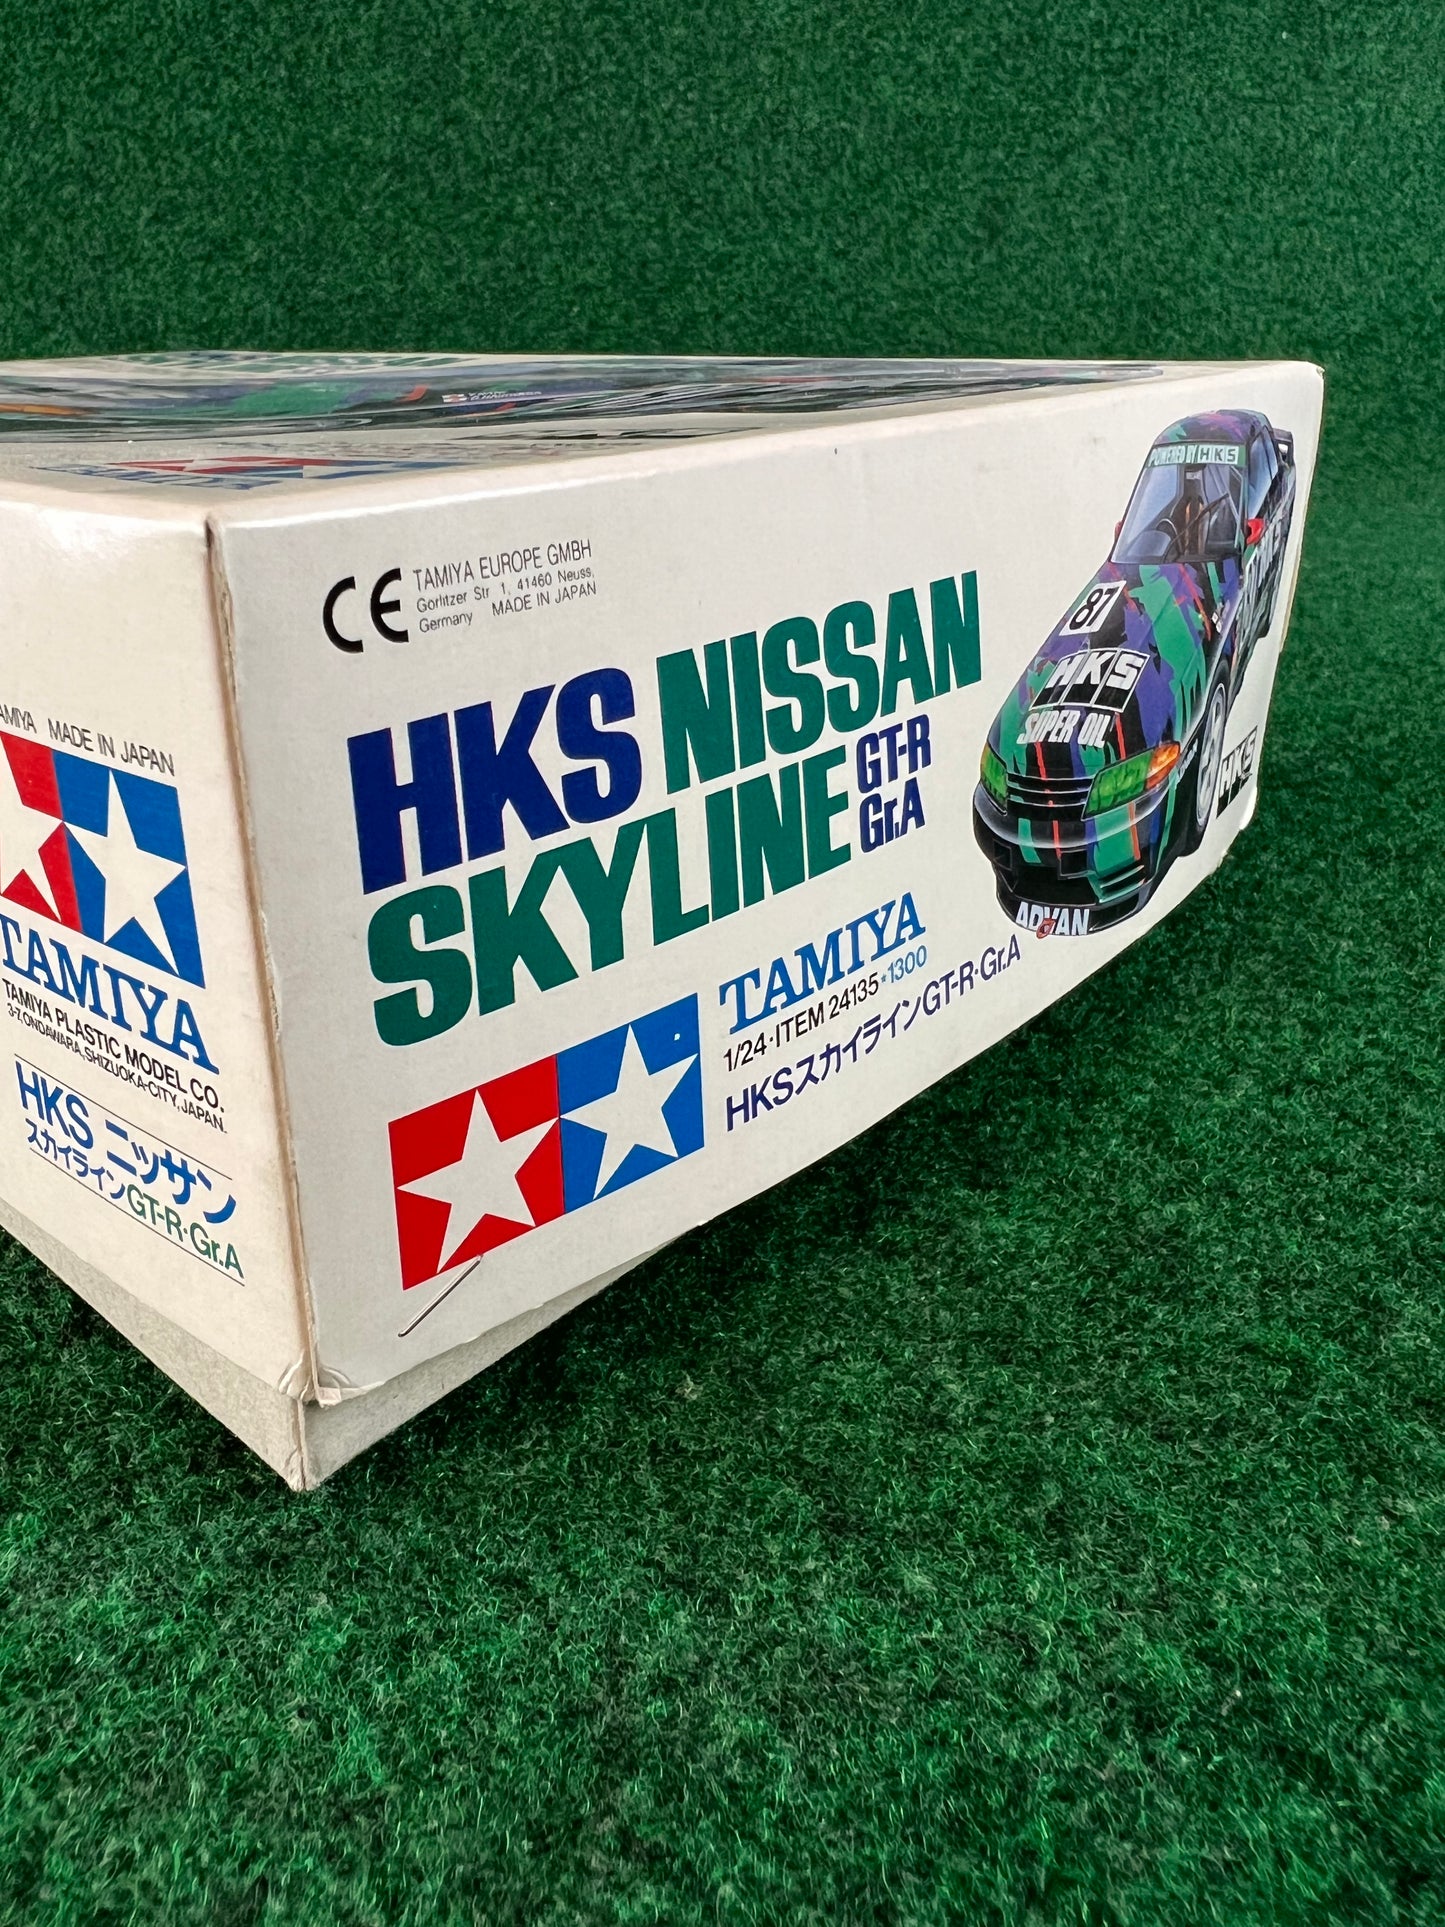 CE
TAMIYA EUROPE GMBH
Görlitzer Str 1, 41460 Neuss,
Germany MADE IN JAPAN
HKS NISSAN
SKYLINE
GT-R
Gr.A
TAMIYA
1/24・ITEM 24135★1300
HKSスカイラインGT-R・Gr.A
POWERED BY HKS
87
HKS
SUPER OIL
ADVAN
HKS
MADE IN JAPAN
TAMIYA
TAMIYA PLASTIC MODEL CO.
3-7, ONDAWARA, SHIZUOKA-CITY, JAPAN.
HKS ニッサン
スカイラインGT-R・Gr.A